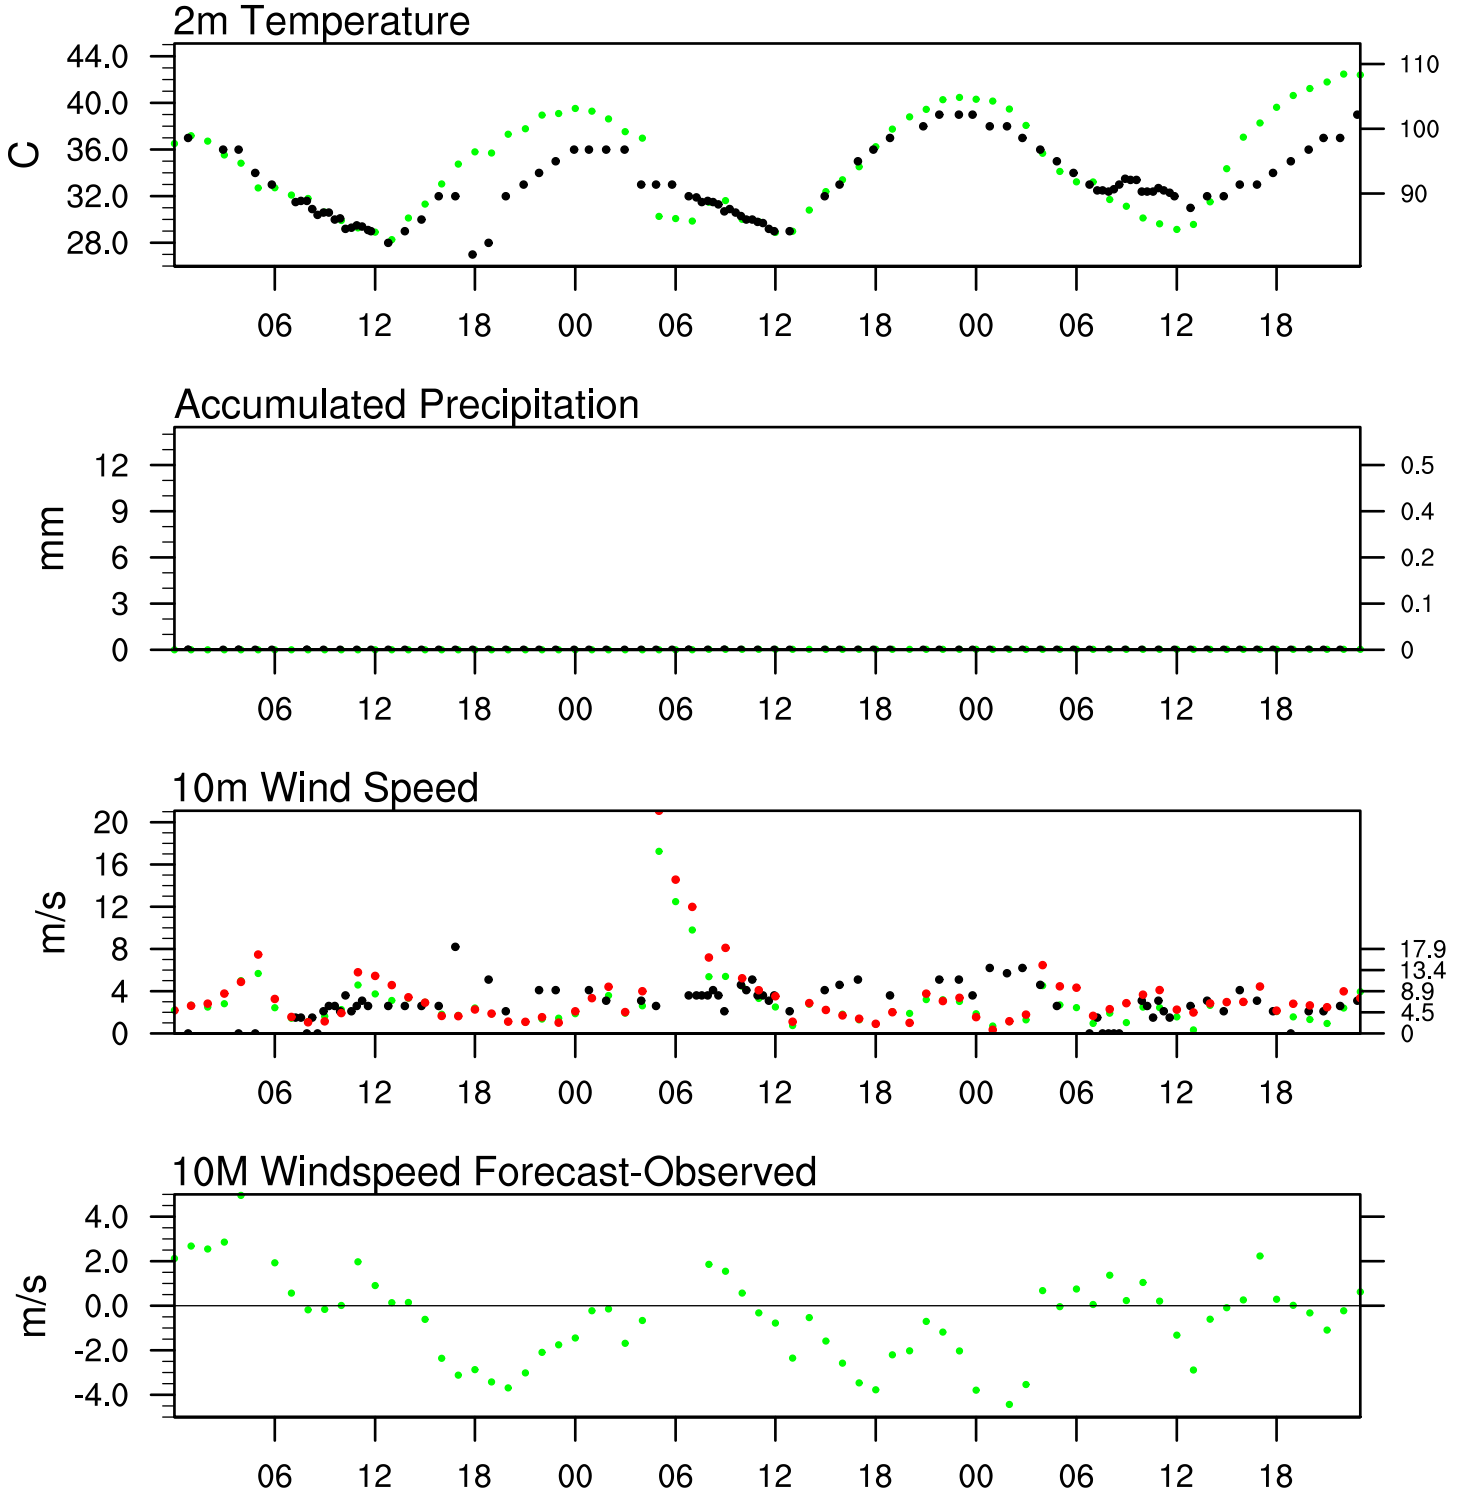 2m Temperature
44.0
40.0
36.0
32.0
28.0
C
110
100
90
06 12 18 00 06 12 18 00 06 12 18
Accumulated Precipitation
12
9
6
3
0
mm
0.5
0.4
0.2
0.1
0
06 12 18 00 06 12 18 00 06 12 18
10m Wind Speed
20
16
12
8
4
0
m/s
17.9
13.4
8.9
4.5
0
06 12 18 00 06 12 18 00 06 12 18
10M Windspeed Forecast-Observed
4.0
2.0
0.0
-2.0
-4.0
m/s
06 12 18 00 06 12 18 00 06 12 18